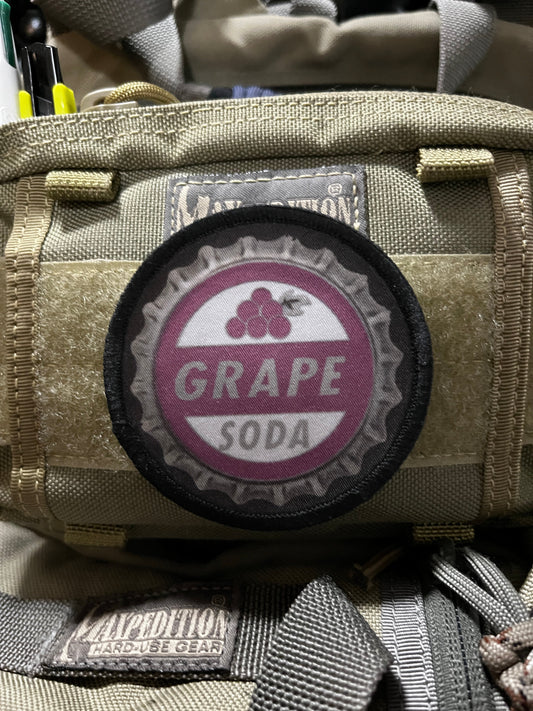 MAXPEDITION®
GRAPE
SODA
MAXPEDITION®
HARD-USE GEAR